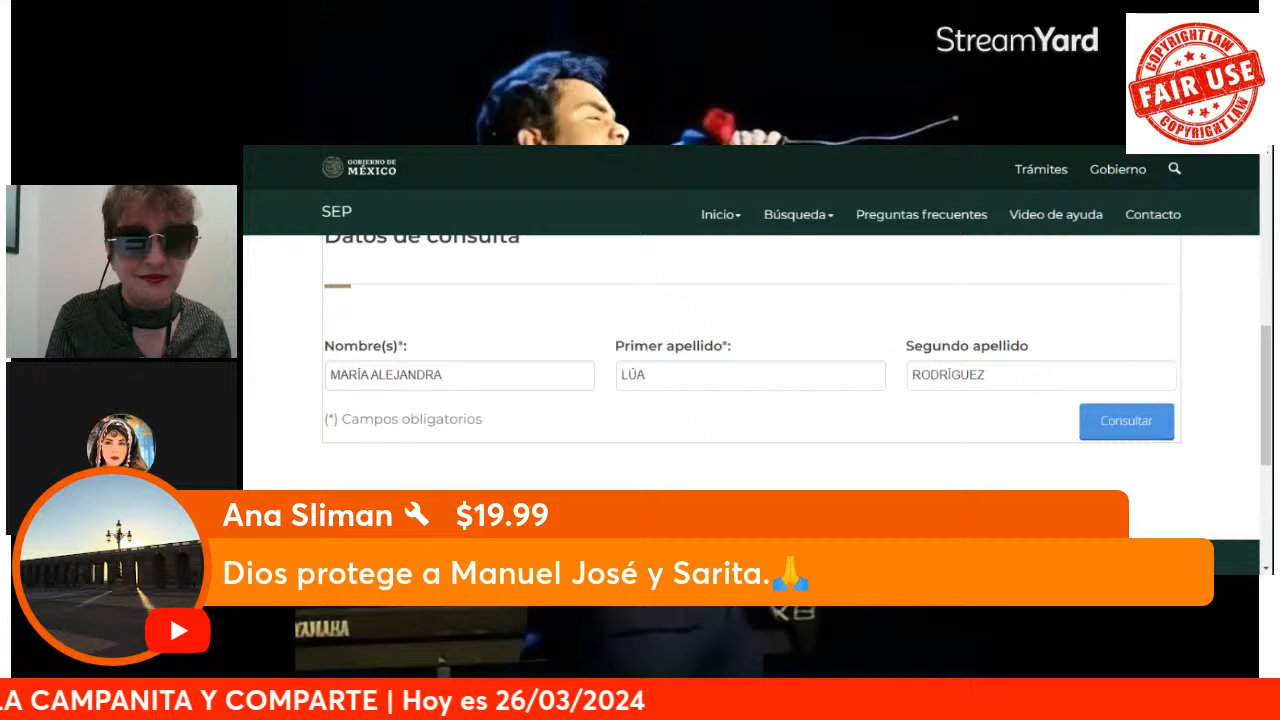 StreamYard
COPYRIGHT LAW
FAIR USE
COPYRIGHT LAW
GOBIERNO DE
MÉXICO
Trámites Gobierno
SEP
Inicio Búsqueda Preguntas frecuentes Video de ayuda Contacto
Datos de consulta
Nombre(s)*: Primer apellido*: Segundo apellido
MARÍA ALEJANDRA LÚA RODRÍGUEZ
(*) Campos obligatorios
Consultar
Ana Sliman $19.99
Dios protege a Manuel José y Sarita.🙏
YAMAHA
LA CAMPANITA Y COMPARTE | Hoy es 26/03/2024